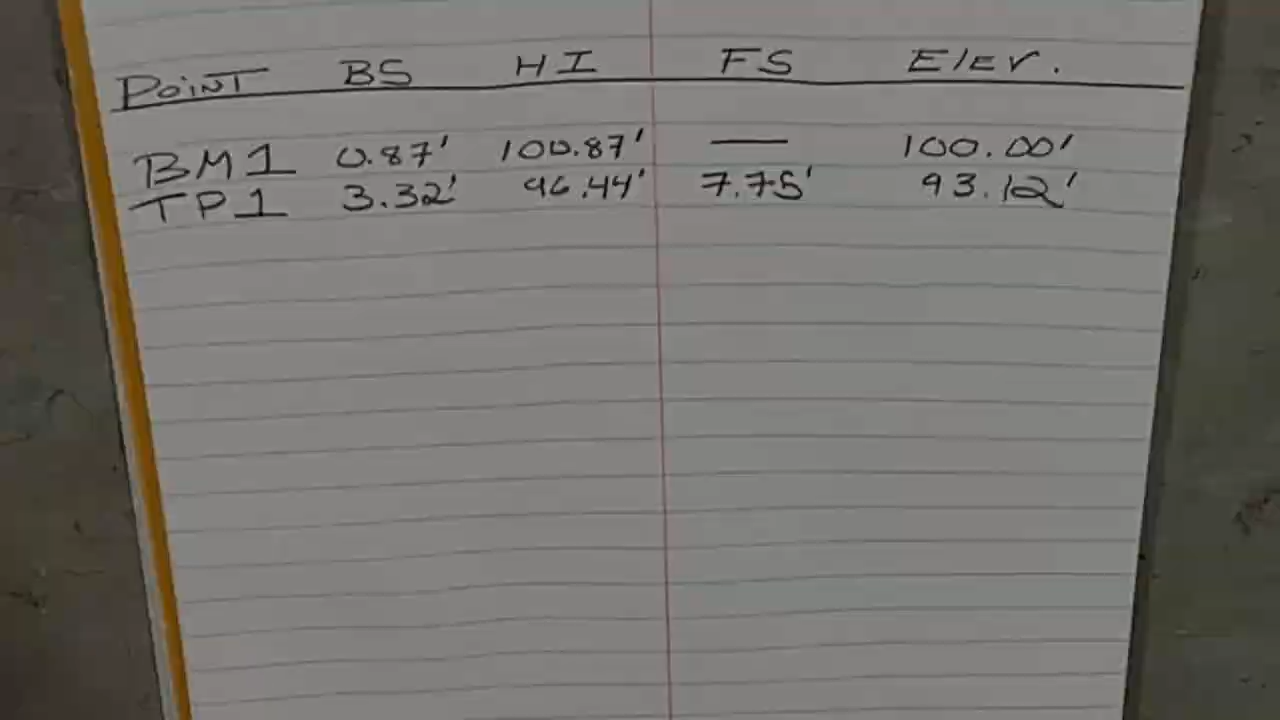 Point BS HI FS Elev.
BM1 0.87' 100.87' — 100.00'
TP1 3.32' 96.44' 7.75' 93.12'